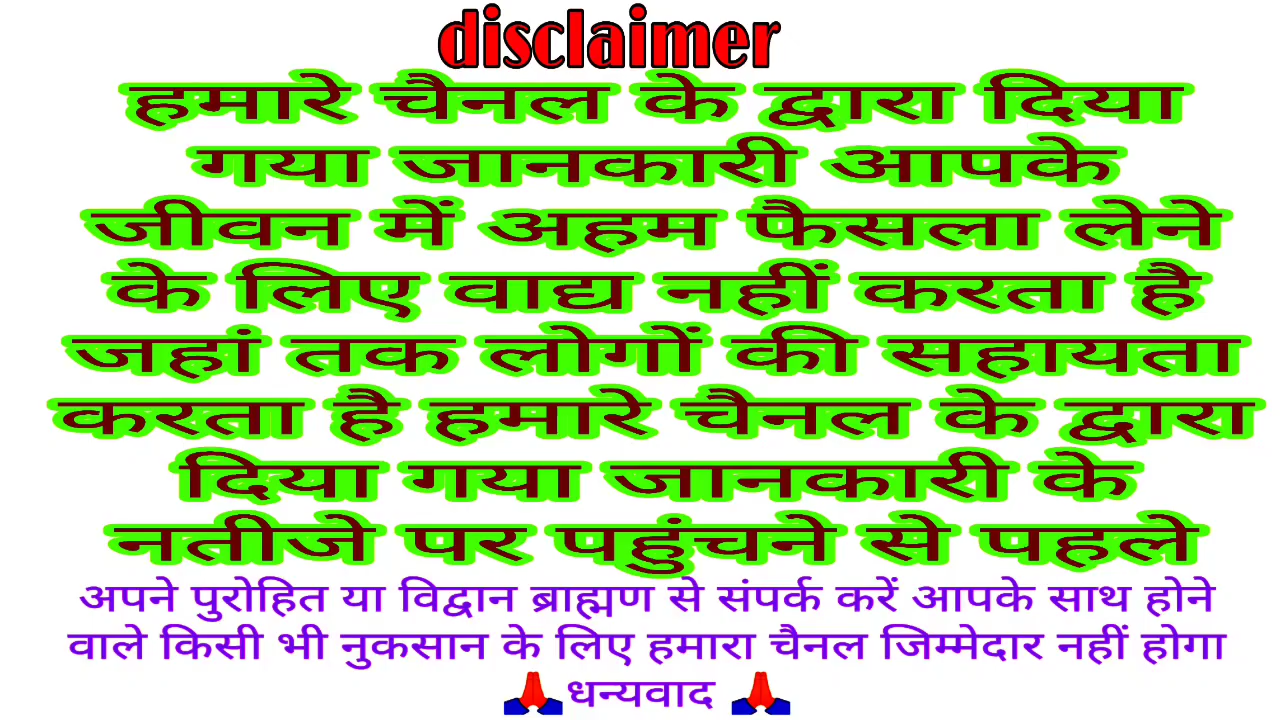 disclaimer
हमारे चैनल के द्वारा दिया
गया जानकारी आपके
जीवन में अहम फैसला लेने
के लिए वाद्य नहीं करता है
जहां तक लोगों की सहायता
करता है हमारे चैनल के द्वारा
दिया गया जानकारी के
नतीजे पर पहुंचने से पहले
अपने पुरोहित या विद्वान ब्राह्मण से संपर्क करें आपके साथ होने
वाले किसी भी नुकसान के लिए हमारा चैनल जिम्मेदार नहीं होगा
🙏धन्यवाद 🙏